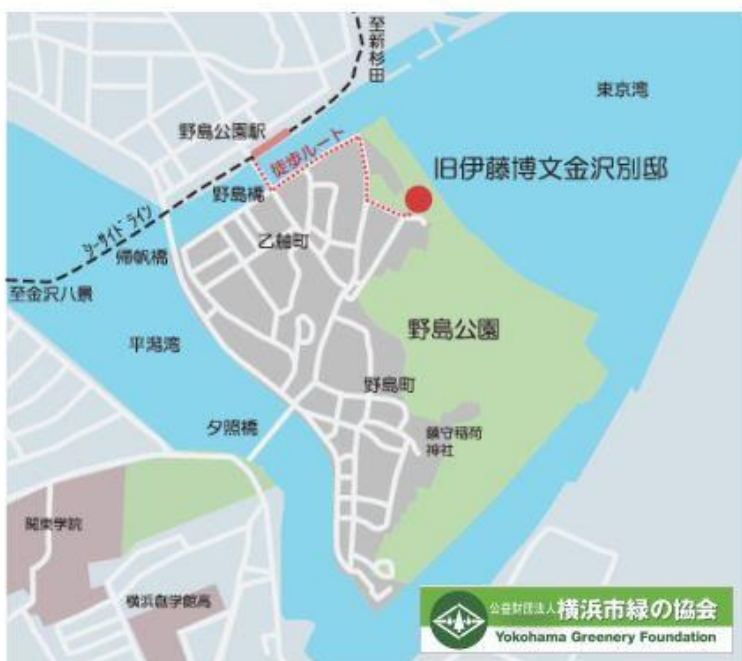 至新杉田
東京湾
野島公園駅
徒歩ルート
旧伊藤博文金沢別邸
野島橋
シーサイドライン
乙舳町
帰帆橋
至金沢八景
野島公園
平潟湾
野島町
夕照橋
鎮守稲荷
神社
関東学院
横浜創学館高
公益財団法人 横浜市緑の協会
Yokohama Greenery Foundation